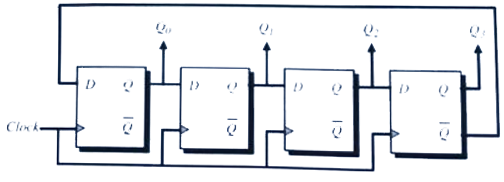 Q₀ Q₁ Q₂ Q₃
D Q D Q D Q D Q
Clock
Q̅ Q̅ Q̅ Q̅